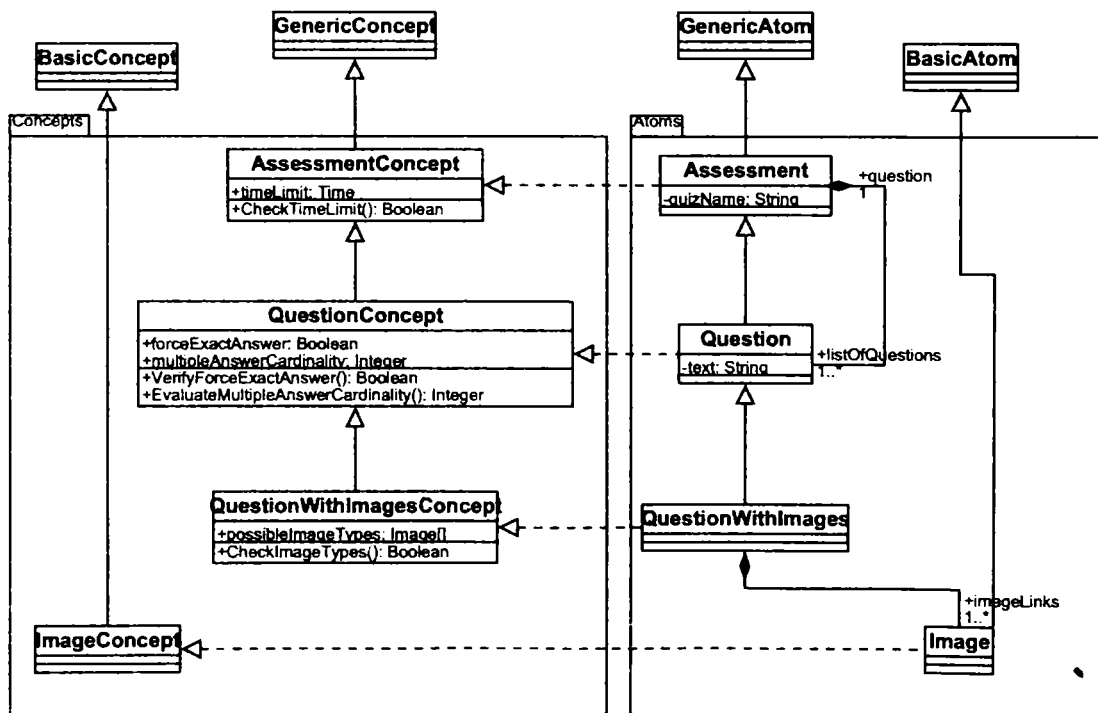 GenericConcept
GenericAtom
BasicConcept
BasicAtom
Concepts
Atoms
AssessmentConcept
+timeLimit: Time
+CheckTimeLimit(): Boolean
Assessment
-quizName: String
+question
1
QuestionConcept
+forceExactAnswer: Boolean
+multipleAnswerCardinality: Integer
+VerifyForceExactAnswer(): Boolean
+EvaluateMultipleAnswerCardinality(): Integer
Question
-text: String
+listOfQuestions
1..*
QuestionWithImagesConcept
+possibleImageTypes: Image[]
+CheckImageTypes(): Boolean
QuestionWithImages
+imageLinks
1..*
ImageConcept
Image